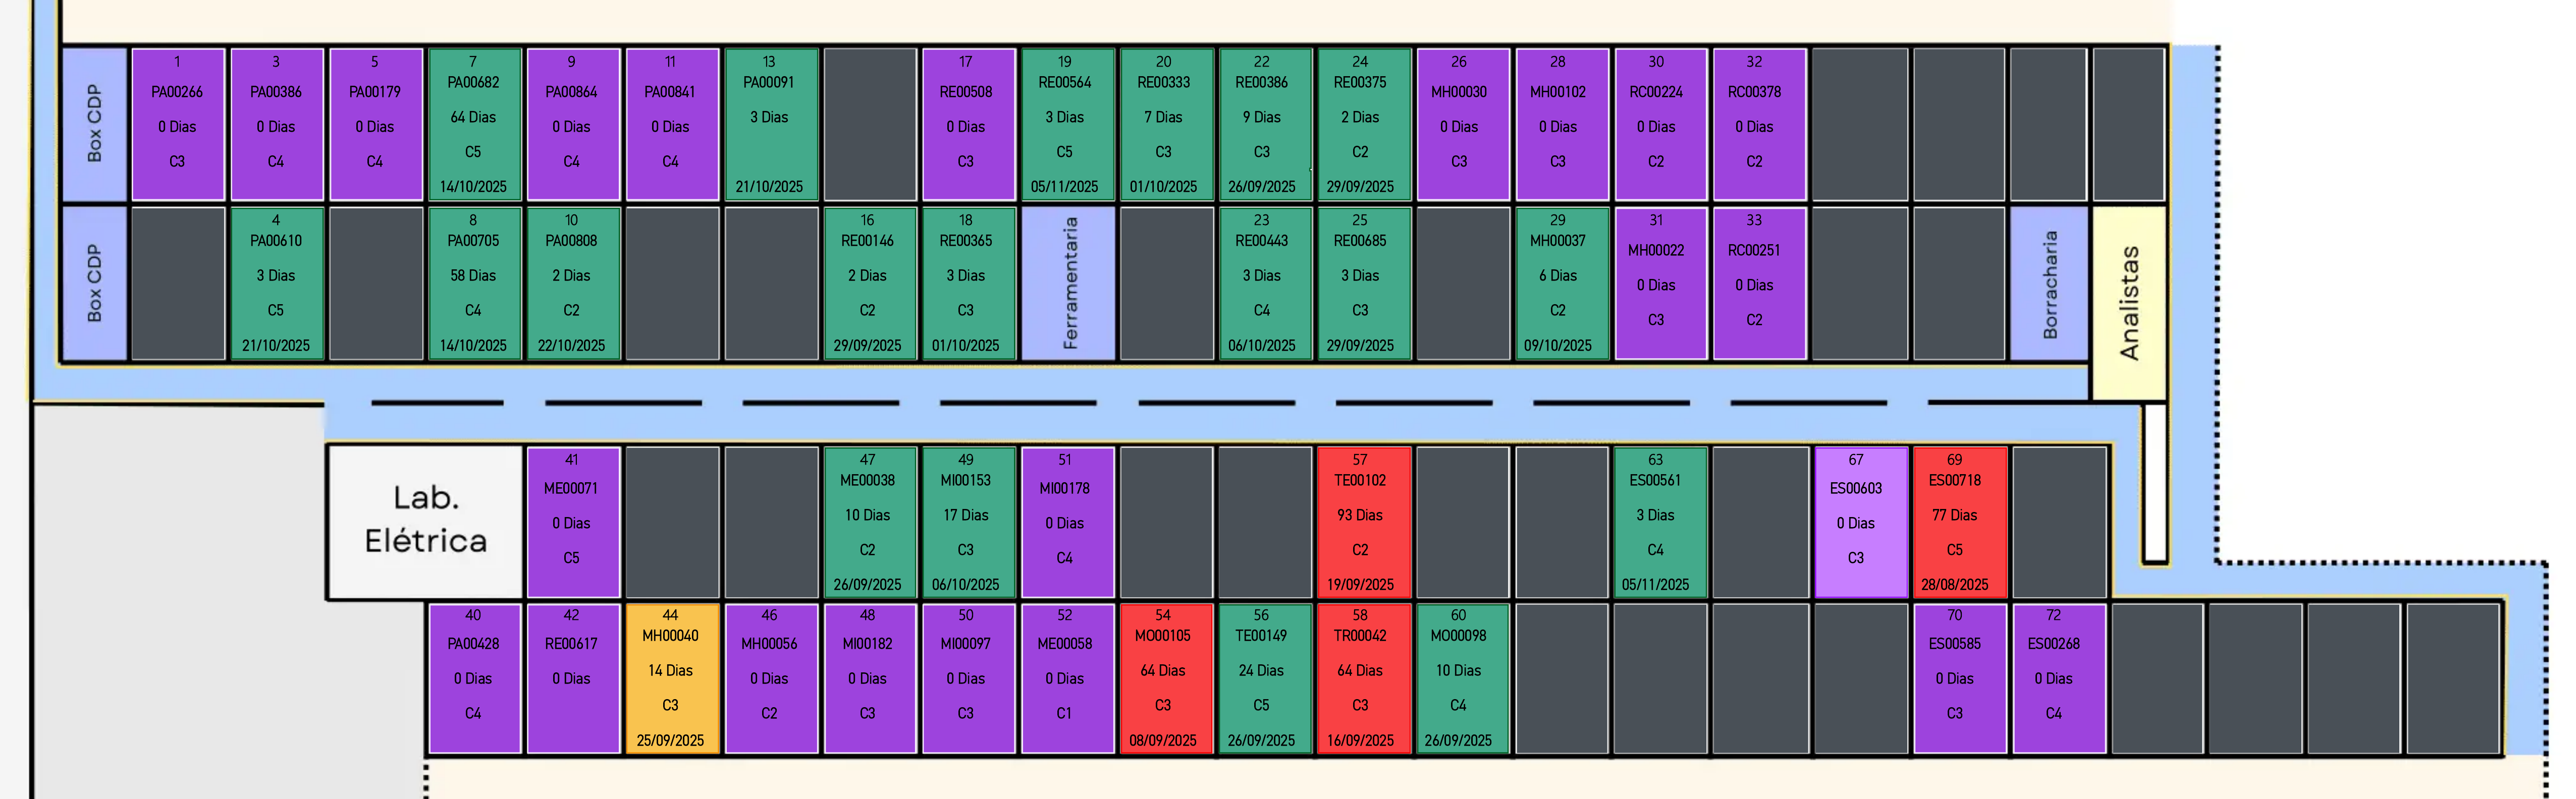 Box CDP
1
PA00266
0 Dias
C3
3
PA00386
0 Dias
C4
5
PA00179
0 Dias
C4
7
PA00682
64 Dias
C5
14/10/2025
9
PA00864
0 Dias
C4
11
PA00841
0 Dias
C4
13
PA00091
3 Dias
21/10/2025
17
RE00508
0 Dias
C3
19
RE00564
3 Dias
C5
05/11/2025
20
RE00333
7 Dias
C3
01/10/2025
22
RE00386
9 Dias
C3
26/09/2025
24
RE00375
2 Dias
C2
29/09/2025
26
MH00030
0 Dias
C3
28
MH00102
0 Dias
C3
30
RC00224
0 Dias
C2
32
RC00378
0 Dias
C2
Box CDP
4
PA00610
3 Dias
C5
21/10/2025
8
PA00705
58 Dias
C4
14/10/2025
10
PA00808
2 Dias
C2
22/10/2025
16
RE00146
2 Dias
C2
29/09/2025
18
RE00365
3 Dias
C3
01/10/2025
Ferramentaria
23
RE00443
3 Dias
C4
06/10/2025
25
RE00685
3 Dias
C3
29/09/2025
29
MH00037
6 Dias
C2
09/10/2025
31
MH00022
0 Dias
C3
33
RC00251
0 Dias
C2
Borracharia
Analistas
Lab.
Elétrica
41
ME00071
0 Dias
C5
47
ME00038
10 Dias
C2
26/09/2025
49
MI00153
17 Dias
C3
06/10/2025
51
MI00178
0 Dias
C4
57
TE00102
93 Dias
C2
19/09/2025
63
ES00561
3 Dias
C4
05/11/2025
67
ES00603
0 Dias
C3
69
ES00718
77 Dias
C5
28/08/2025
40
PA00428
0 Dias
C4
42
RE00617
0 Dias
44
MH00040
14 Dias
C3
25/09/2025
46
MH00056
0 Dias
C2
48
MI00182
0 Dias
C3
50
MI00097
0 Dias
C3
52
ME00058
0 Dias
C1
54
MO00105
64 Dias
C3
08/09/2025
56
TE00149
24 Dias
C5
26/09/2025
58
TR00042
64 Dias
C3
16/09/2025
60
MO00098
10 Dias
C4
26/09/2025
70
ES00585
0 Dias
C3
72
ES00268
0 Dias
C4